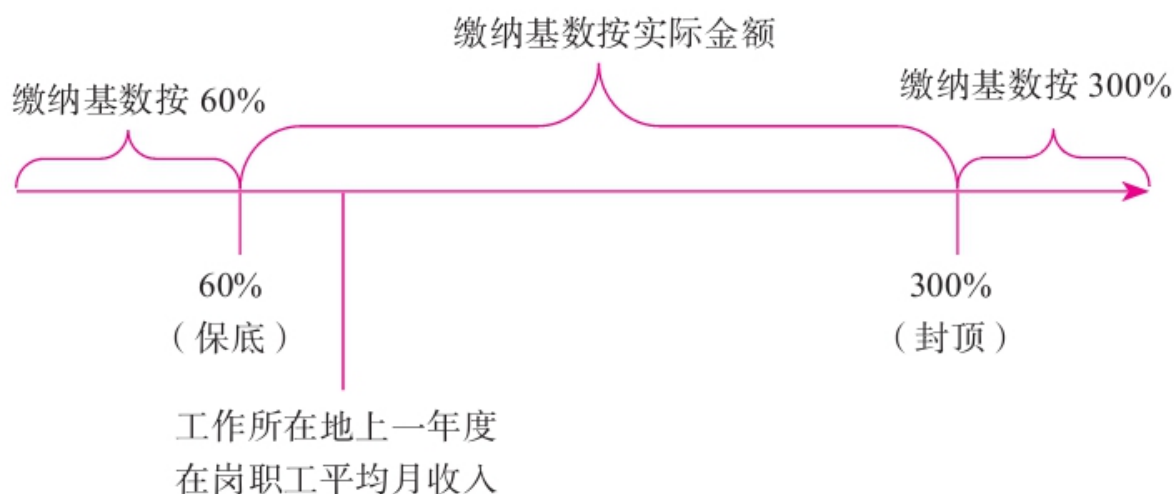 缴纳基数按实际金额
缴纳基数按 60%
缴纳基数按 300%
60%
（保底）
300%
（封顶）
工作所在地上一年度
在岗职工平均月收入